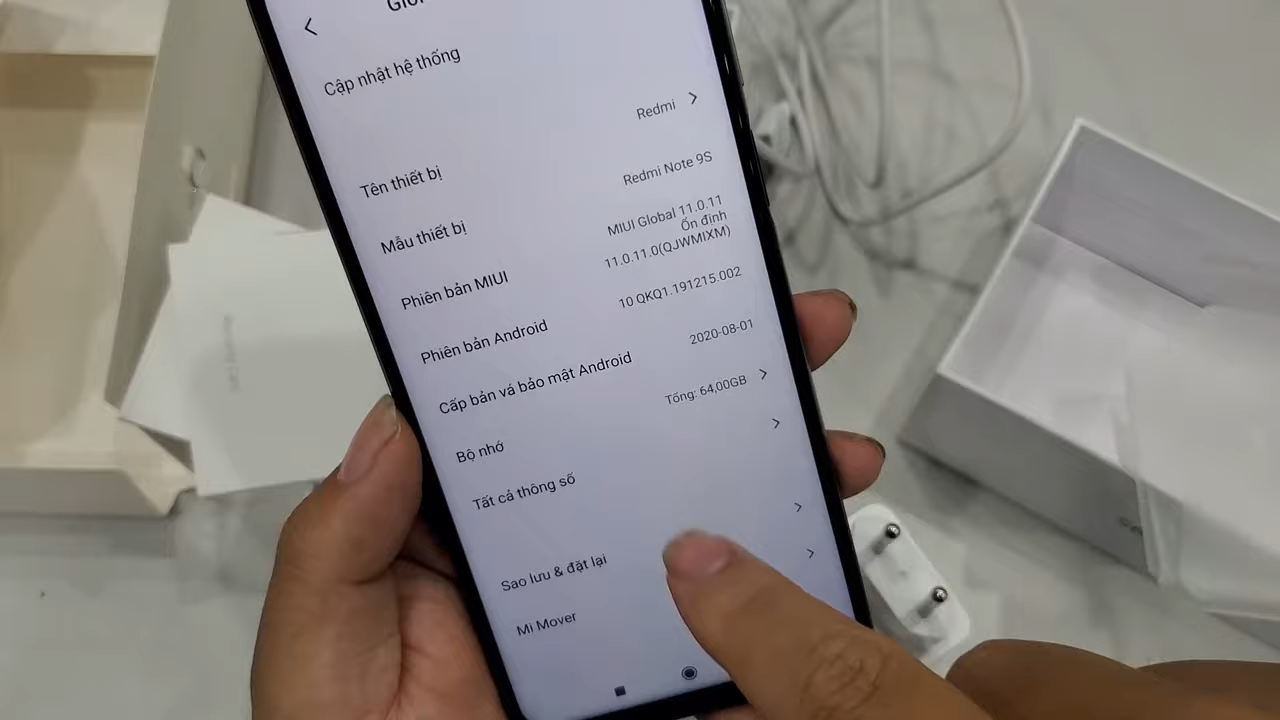 Cập nhật hệ thống
Tên thiết bị
Redmi
Mẫu thiết bị
Redmi Note 9S
Phiên bản MIUI
MIUI Global 11.0.11
Ổn định
11.0.11.0(QJWMIXM)
Phiên bản Android
10 QKQ1.191215.002
Cấp bản vá bảo mật Android
2020-08-01
Bộ nhớ
Tổng: 64,00GB
Tất cả thông số
Sao lưu & đặt lại
Mi Mover